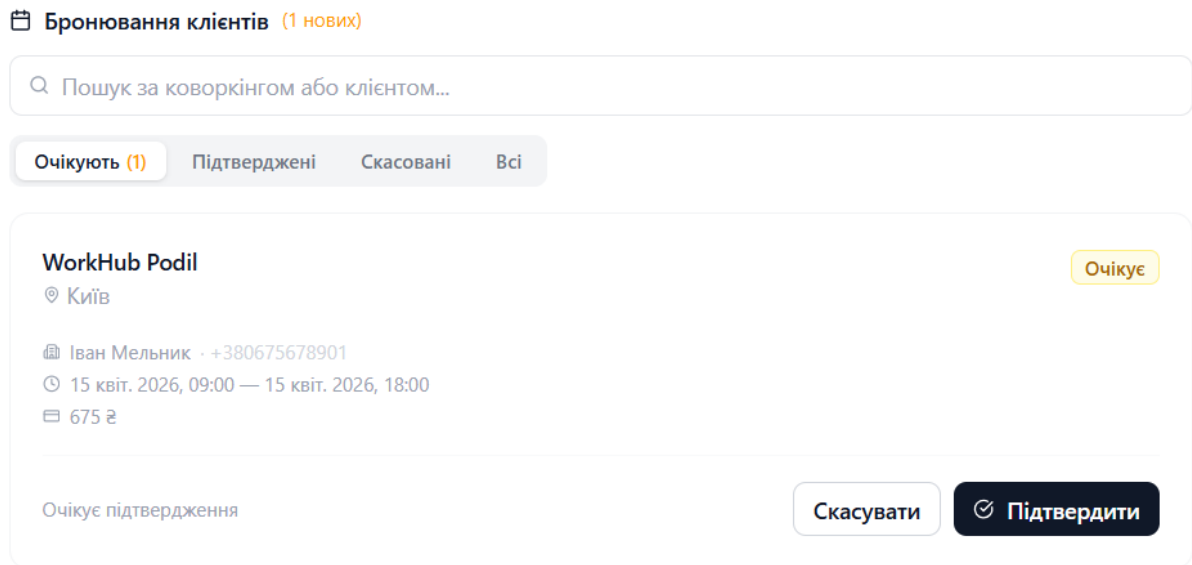 Бронювання клієнтів (1 нових)
Пошук за коворкінгом або клієнтом...
Очікують (1) Підтверджені Скасовані Всі
WorkHub Podil Очікує
Київ
Іван Мельник · +380675678901
15 квіт. 2026, 09:00 — 15 квіт. 2026, 18:00
675 ₴
Очікує підтвердження Скасувати Підтвердити